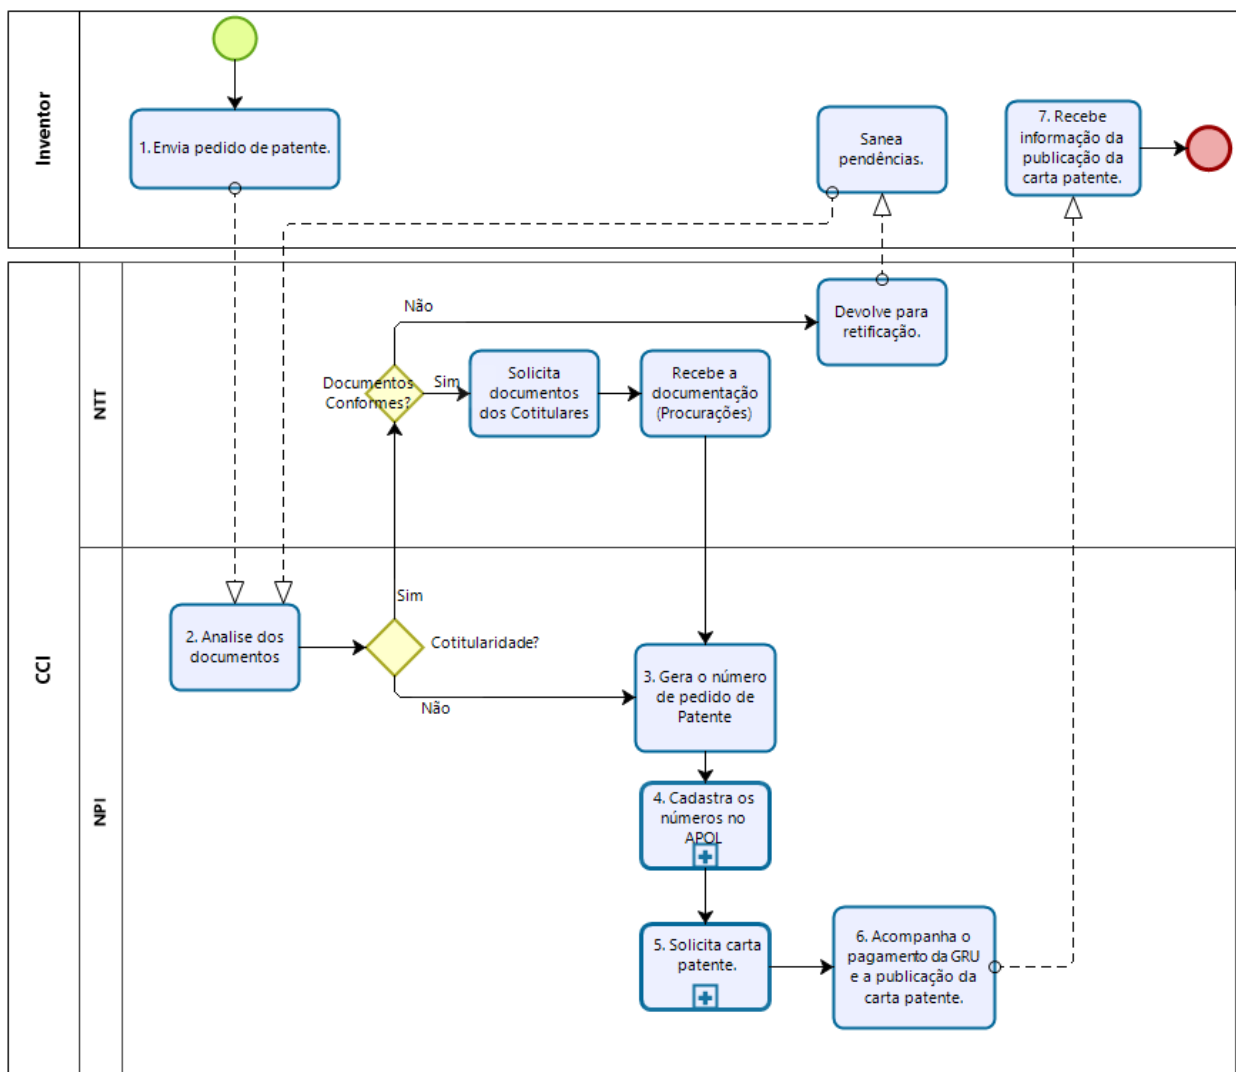 Inventor
1. Envia pedido de patente.
Sanea
pendências.
7. Recebe
informação da
publicação da
carta patente.
CCI
NTT
Não
Devolve para
retificação.
Documentos
Conformes?
Sim
Solicita
documentos
dos Cotitulares
Recebe a
documentação
(Procurações)
NPI
Sim
2. Analise dos
documentos
Cotitularidade?
Não
3. Gera o número
de pedido de
Patente
4. Cadastra os
números no
APOL
5. Solicita carta
patente.
6. Acompanha o
pagamento da GRU
e a publicação da
carta patente.